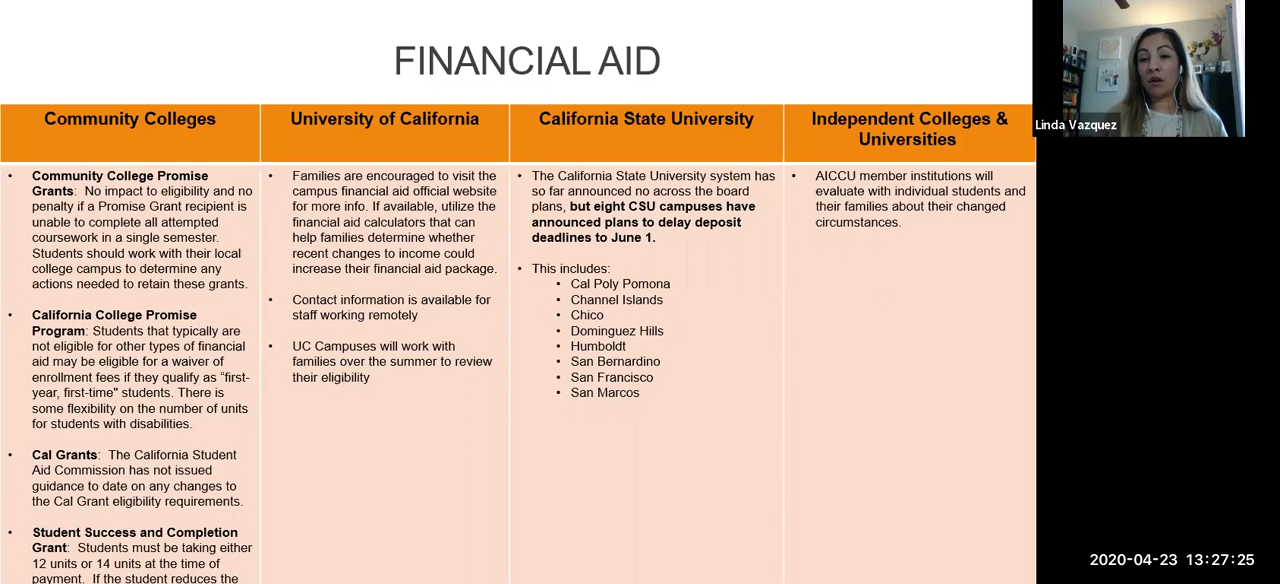 FINANCIAL AID
Community Colleges
• Community College Promise
Grants: No impact to eligibility and no
penalty if a Promise Grant recipient is
unable to complete all attempted
coursework in a single semester.
Students should work with their local
college campus to determine any
actions needed to retain these grants.
• California College Promise
Program: Students that typically are
not eligible for other types of financial
aid may be eligible for a waiver of
enrollment fees if they qualify as “first-
year, first-time" students. There is
some flexibility on the number of units
for students with disabilities.
• Cal Grants: The California Student
Aid Commission has not issued
guidance to date on any changes to
the Cal Grant eligibility requirements.
• Student Success and Completion
Grant: Students must be taking either
12 units or 14 units at the time of
payment. If the student reduces the
University of California
• Families are encouraged to visit the
campus financial aid official website
for more info. If available, utilize the
financial aid calculators that can
help families determine whether
recent changes to income could
increase their financial aid package.
• Contact information is available for
staff working remotely
• UC Campuses will work with
families over the summer to review
their eligibility
California State University
• The California State University system has
so far announced no across the board
plans, but eight CSU campuses have
announced plans to delay deposit
deadlines to June 1.
• This includes:
• Cal Poly Pomona
• Channel Islands
• Chico
• Dominguez Hills
• Humboldt
• San Bernardino
• San Francisco
• San Marcos
Independent Colleges &
Universities
• AICCU member institutions will
evaluate with individual students and
their families about their changed
circumstances.
Linda Vazquez
2020-04-23 13:27:25